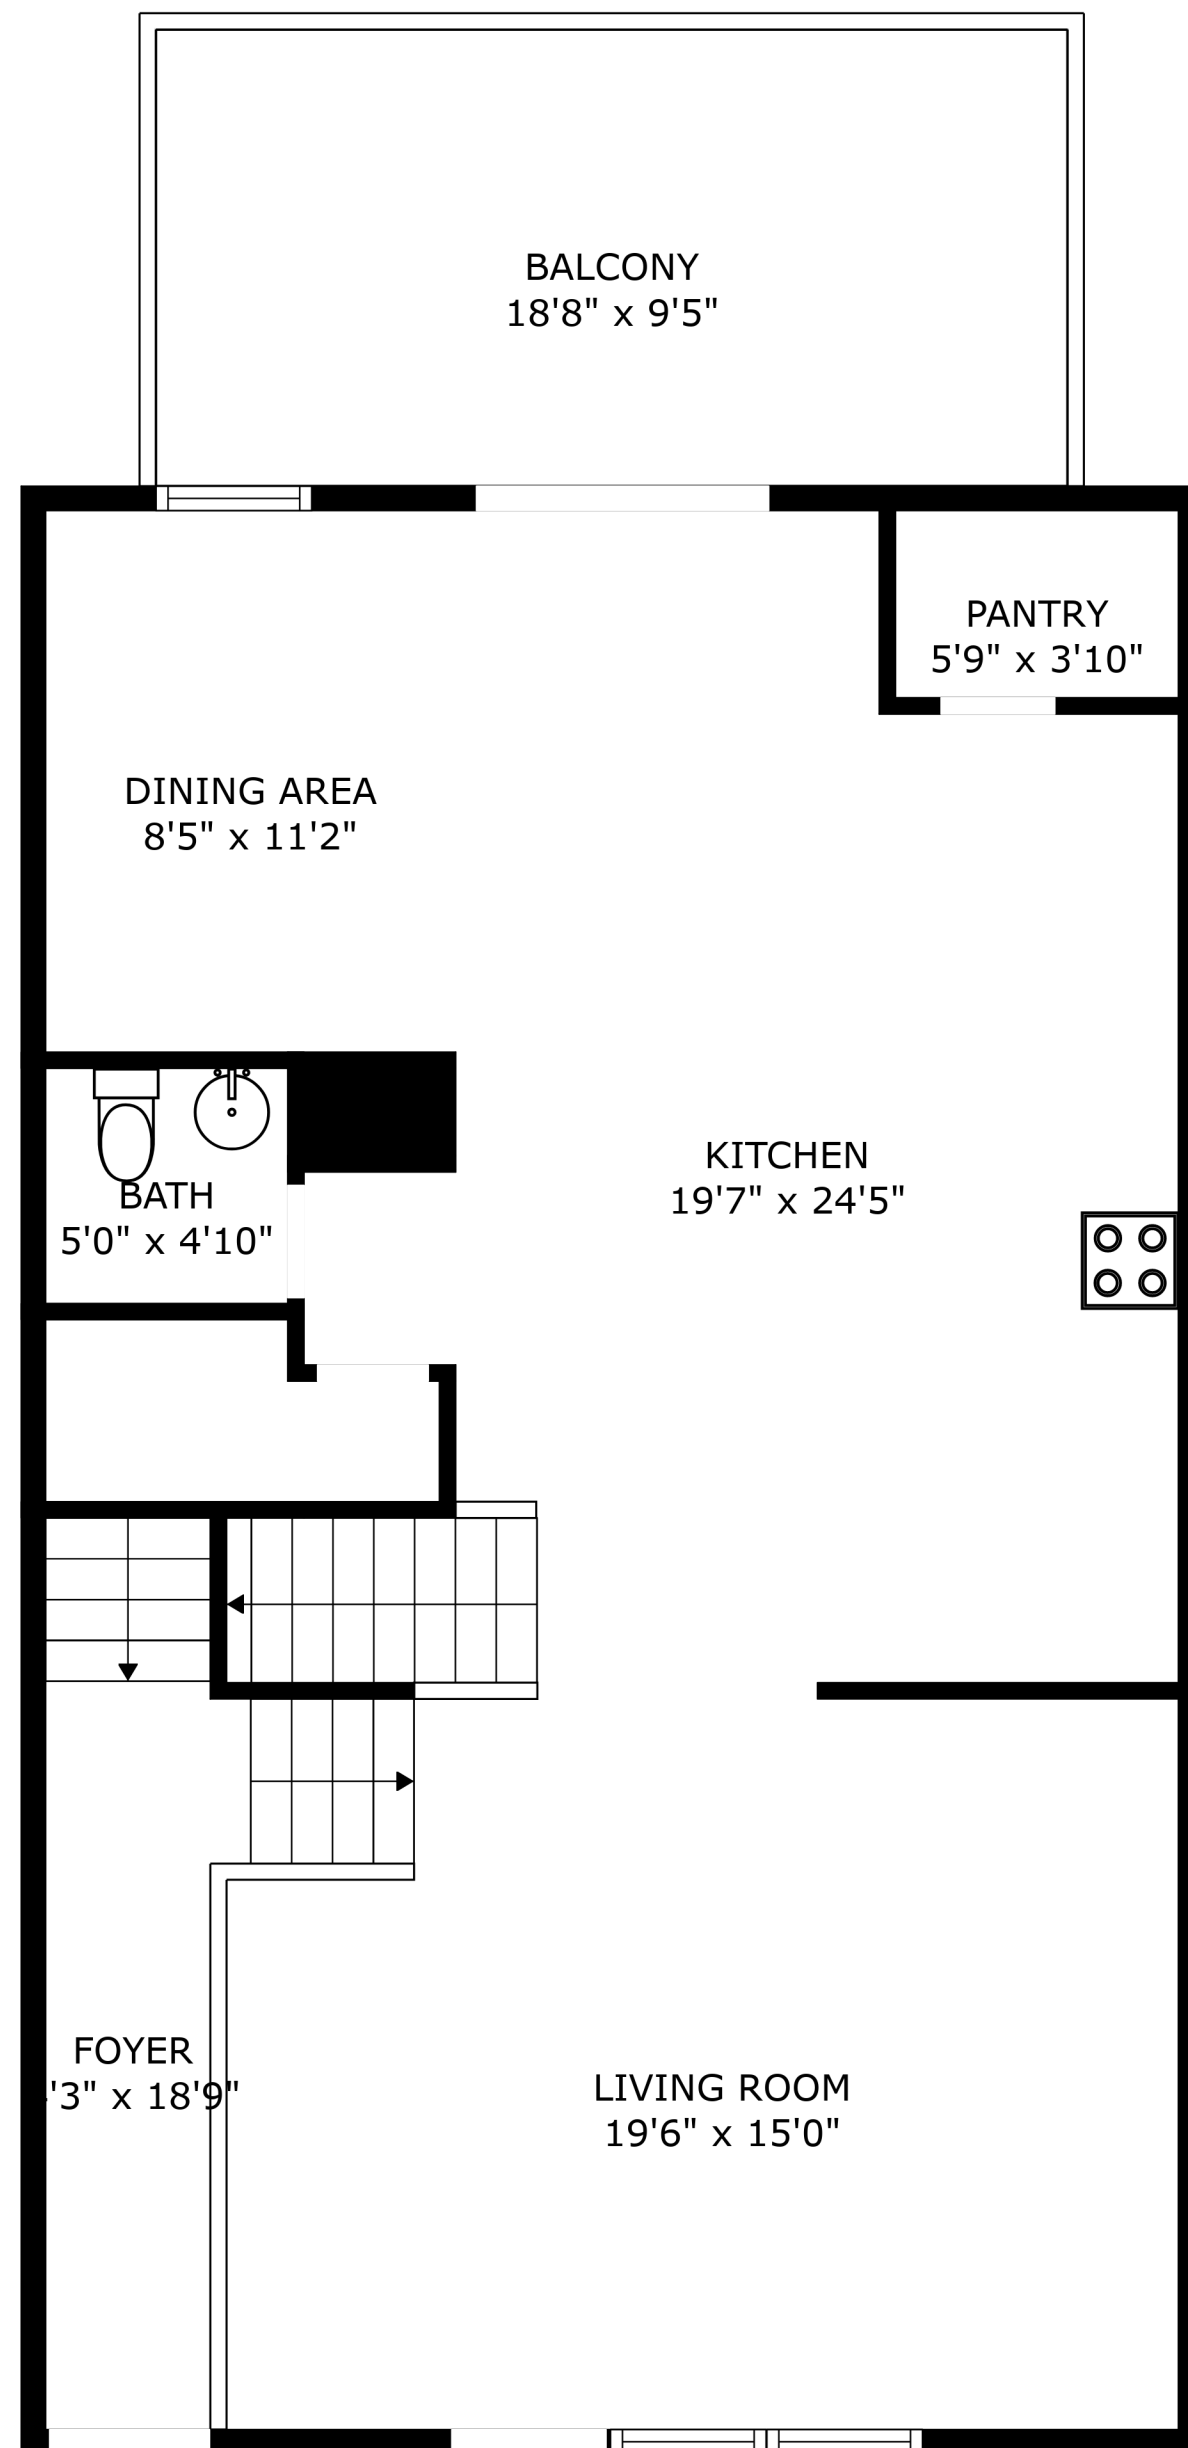 BALCONY
18'8" x 9'5"
PANTRY
5'9" x 3'10"
DINING AREA
8'5" x 11'2"
KITCHEN
19'7" x 24'5"
BATH
5'0" x 4'10"
FOYER
'3" x 18'9"
LIVING ROOM
19'6" x 15'0"